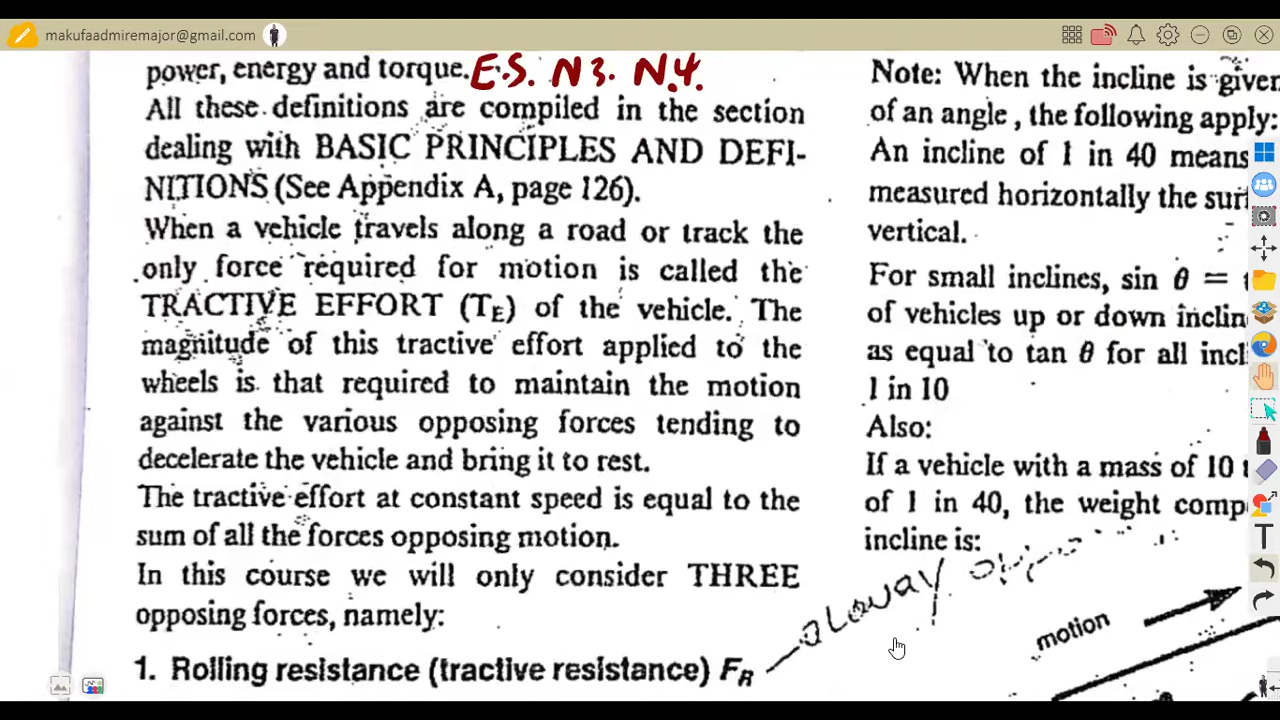 makufaadmiremajor@gmail.com
power, energy and torque. E.S. N3. N.4.
All these definitions are compiled in the section
dealing with BASIC PRINCIPLES AND DEFI-
NITIONS (See Appendix A, page 126).
When a vehicle travels along a road or track the
only force required for motion is called the
TRACTIVE EFFORT (TE) of the vehicle. The
magnitude of this tractive effort applied to the
wheels is that required to maintain the motion
against the various opposing forces tending to
decelerate the vehicle and bring it to rest.
The tractive effort at constant speed is equal to the
sum of all the forces opposing motion.
In this course we will only consider THREE
opposing forces, namely:
1. Rolling resistance (tractive resistance) FR
Note: When the incline is given
of an angle, the following apply:
An incline of 1 in 40 means
measured horizontally the
vertical.
For small inclines, sin θ =
of vehicles up or down
as equal to tan θ for all
1 in 10
Also:
If a vehicle with a mass of 10
of 1 in 40, the weight
incline is:
motion